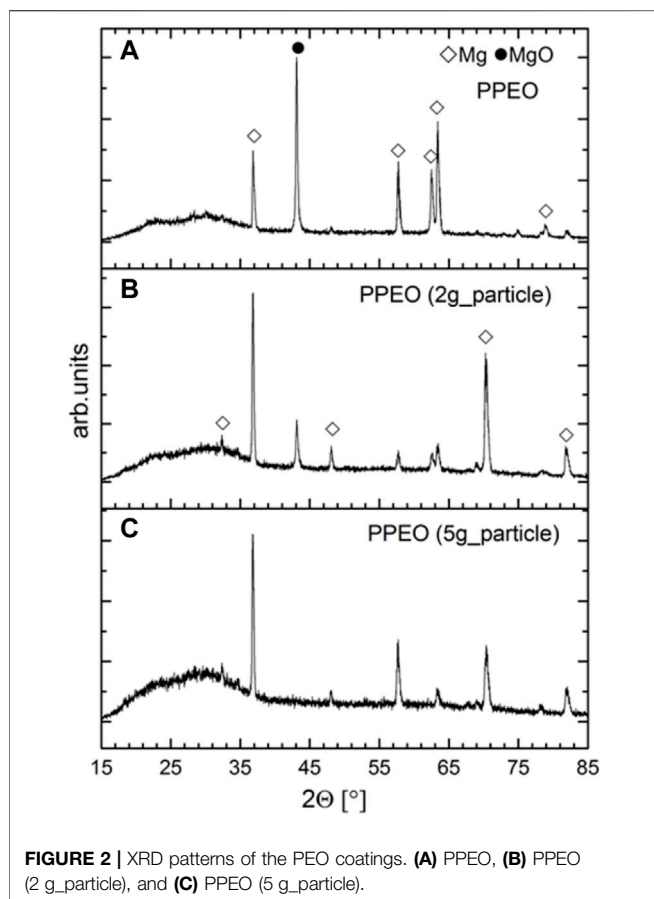 A
◇Mg ●MgO
PPEO
B
PPEO (2g_particle)
C
PPEO (5g_particle)
arb.units
15 25 35 45 55 65 75 85
2Θ [°]
FIGURE 2 | XRD patterns of the PEO coatings. (A) PPEO, (B) PPEO
(2 g_particle), and (C) PPEO (5 g_particle).